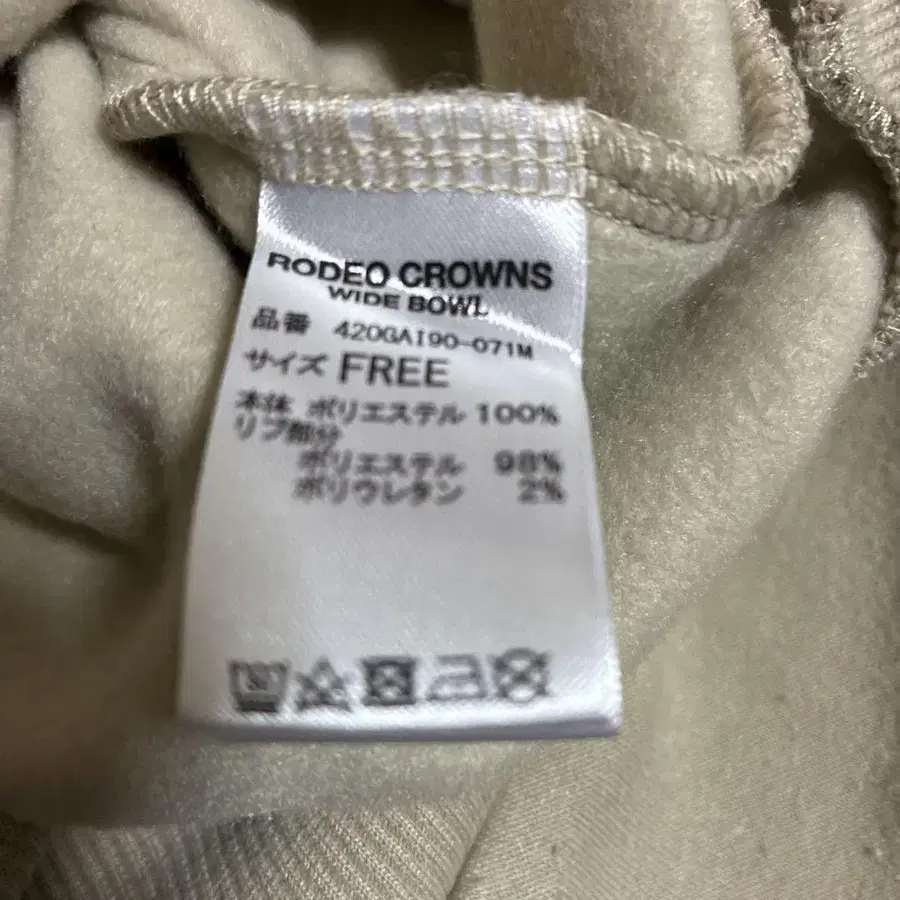 RODEO CROWNS
WIDE BOWL
品番 420GAI90-071M
サイズ FREE
本体 ポリエステル 100%
リブ部分
ポリエステル 98%
ポリウレタン 2%